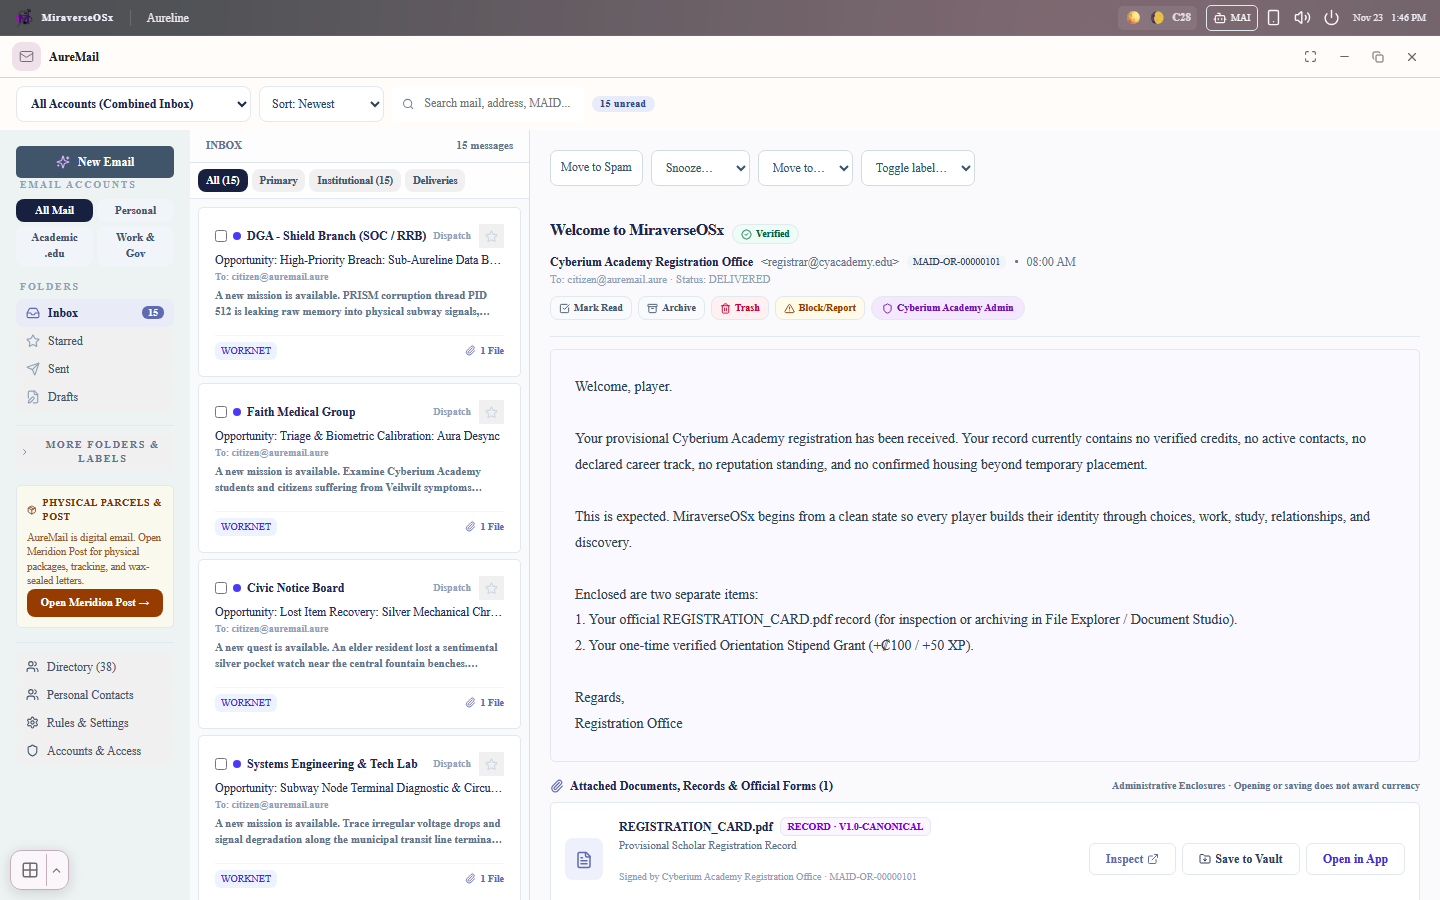 MiraverseOSx
Aureline
C28
MAI
Nov 23 1:46 PM
AureMail
All Accounts (Combined Inbox)
Sort: Newest
Search mail, address, MAID...
15 unread
New Email
EMAIL ACCOUNTS
All Mail
Personal
Academic
.edu
Work &
Gov
FOLDERS
Inbox
15
Starred
Sent
Drafts
MORE FOLDERS &
LABELS
PHYSICAL PARCELS &
POST
AureMail is digital email. Open
Meridion Post for physical
packages, tracking, and wax-
sealed letters.
Open Meridion Post →
Directory (38)
Personal Contacts
Rules & Settings
Accounts & Access
INBOX
15 messages
All (15)
Primary
Institutional (15)
Deliveries
DGA - Shield Branch (SOC / RRB)
Dispatch
Opportunity: High-Priority Breach: Sub-Aureline Data B...
To: citizen@auremail.aure
A new mission is available. PRISM corruption thread PID
512 is leaking raw memory into physical subway signals,...
WORKNET
1 File
Faith Medical Group
Dispatch
Opportunity: Triage & Biometric Calibration: Aura Desync
To: citizen@auremail.aure
A new mission is available. Examine Cyberium Academy
students and citizens suffering from Veilwilt symptoms...
WORKNET
1 File
Civic Notice Board
Dispatch
Opportunity: Lost Item Recovery: Silver Mechanical Chr...
To: citizen@auremail.aure
A new quest is available. An elder resident lost a sentimental
silver pocket watch near the central fountain benches....
WORKNET
1 File
Systems Engineering & Tech Lab
Dispatch
Opportunity: Subway Node Terminal Diagnostic & Circu...
To: citizen@auremail.aure
A new mission is available. Trace irregular voltage drops and
signal degradation along the municipal transit line termina...
WORKNET
1 File
Move to Spam
Snooze...
Move to...
Toggle label...
Welcome to MiraverseOSx
Verified
Cyberium Academy Registration Office <registrar@cyacademy.edu> MAID-OR-00000101 • 08:00 AM
To: citizen@auremail.aure · Status: DELIVERED
Mark Read
Archive
Trash
Block/Report
Cyberium Academy Admin
Welcome, player.
Your provisional Cyberium Academy registration has been received. Your record currently contains no verified credits, no active contacts, no
declared career track, no reputation standing, and no confirmed housing beyond temporary placement.
This is expected. MiraverseOSx begins from a clean state so every player builds their identity through choices, work, study, relationships, and
discovery.
Enclosed are two separate items:
1. Your official REGISTRATION_CARD.pdf record (for inspection or archiving in File Explorer / Document Studio).
2. Your one-time verified Orientation Stipend Grant (+₡100 / +50 XP).
Regards,
Registration Office
Attached Documents, Records & Official Forms (1)
Administrative Enclosures · Opening or saving does not award currency
REGISTRATION_CARD.pdf
RECORD · V1.0-CANONICAL
Provisional Scholar Registration Record
Signed by Cyberium Academy Registration Office · MAID-OR-00000101
Inspect
Save to Vault
Open in App